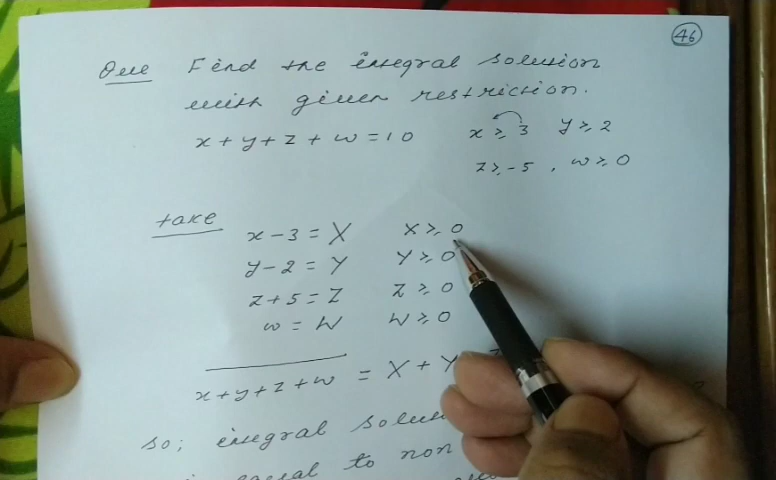 46
Que Find the integral solution
with given restriction.
x + y + z + w = 10 x ≥ 3 y ≥ 2
z ≥ -5 , w ≥ 0
take
x - 3 = X X ≥ 0
y - 2 = Y Y ≥ 0
z + 5 = Z Z ≥ 0
w = W W ≥ 0
x + y + z + w = X + Y
so; integral
equal to non